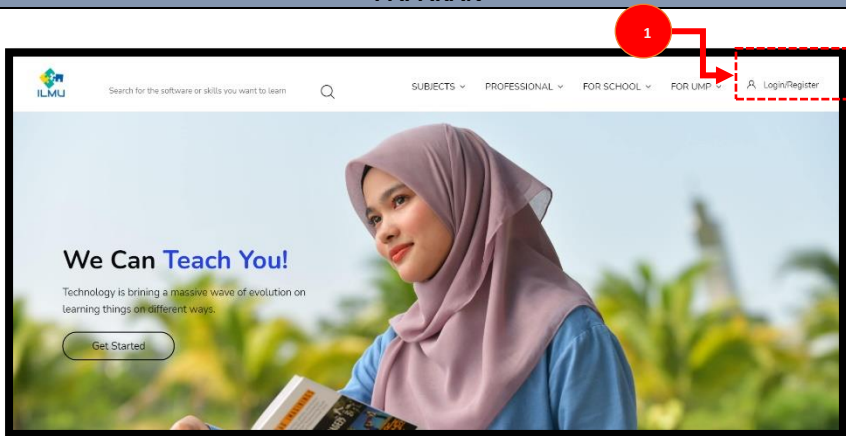 1
ILMU
Search for the software or skills you want to learn
SUBJECTS PROFESSIONAL FOR SCHOOL FOR UMP Login/Register
We Can Teach You!
Technology is brining a massive wave of evolution on
learning things on different ways.
Get Started